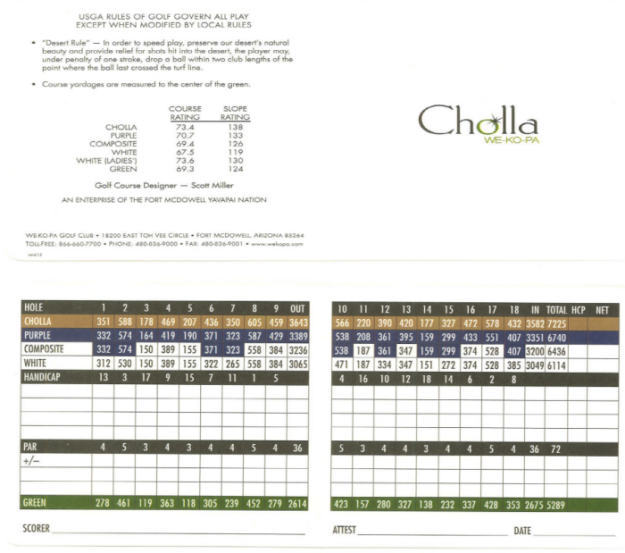 USGA RULES OF GOLF GOVERN ALL PLAY
EXCEPT WHEN MODIFIED BY LOCAL RULES
• "Desert Rule" — In order to speed play, preserve our desert's natural
beauty and provide relief for shots hit into the desert, the player may,
under penalty of one stroke, drop a ball within two club lengths of the
point where the ball last crossed the turf line.
• Course yardages are measured to the center of the green.
COURSE RATING SLOPE RATING
CHOLLA 73.4 138
PURPLE 70.7 133
COMPOSITE 69.4 126
WHITE 67.5 119
WHITE (LADIES') 73.6 130
GREEN 69.3 124
Golf Course Designer — Scott Miller
AN ENTERPRISE OF THE FORT MCDOWELL YAVAPAI NATION
WE-KO-PA GOLF CLUB • 18200 EAST TOH VEE CIRCLE • FORT MCDOWELL, ARIZONA 85264
TOLL-FREE: 866-660-7700 • PHONE: 480-836-9000 • FAX: 480-836-9001 • www.wekopa.com
Cholla
WE-KO-PA
HOLE 1 2 3 4 5 6 7 8 9 OUT 10 11 12 13 14 15 16 17 18 IN TOTAL HCP NET
CHOLLA 351 588 178 469 207 436 350 605 459 3643 566 220 390 420 177 327 472 578 432 3582 7225
PURPLE 332 574 164 419 190 371 323 587 429 3389 538 208 361 395 159 299 433 551 407 3351 6740
COMPOSITE 332 574 150 389 155 371 323 558 384 3236 538 187 361 347 159 299 374 528 407 3200 6436
WHITE 312 530 150 389 155 322 265 558 384 3065 471 187 334 347 151 272 374 528 385 3049 6114
HANDICAP 13 3 17 9 15 7 11 1 5 4 16 10 12 18 14 6 2 8
PAR 4 5 3 4 3 4 4 5 4 36 5 3 4 4 3 4 4 5 4 36 72
+/–
GREEN 278 461 119 363 118 305 239 452 279 2614 423 157 280 327 138 232 337 428 353 2675 5289
SCORER ATTEST DATE